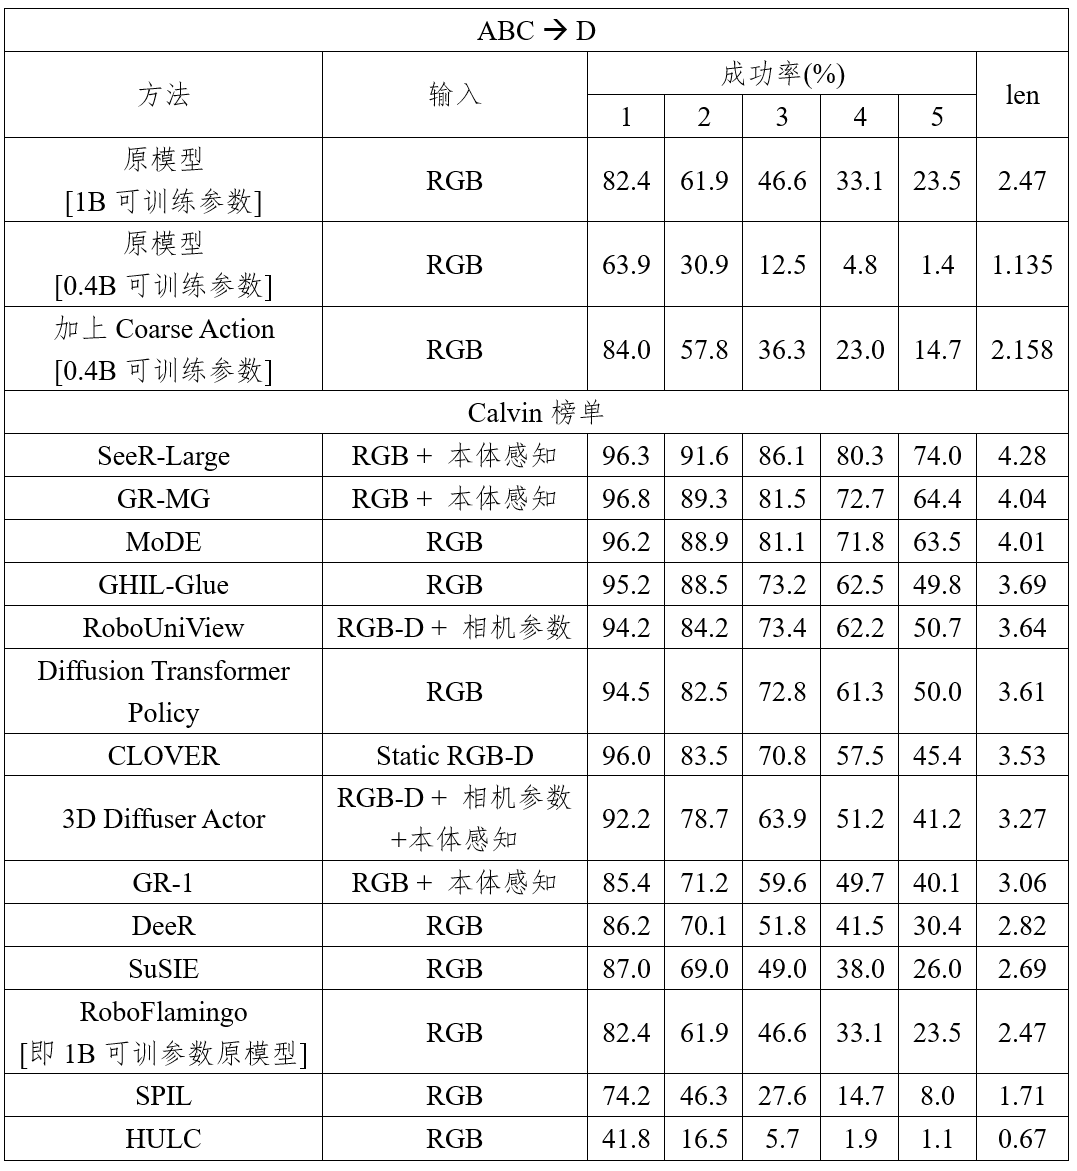 ABC → D
方法 输入 成功率(%) len
1 2 3 4 5
原模型
[1B 可训练参数] RGB 82.4 61.9 46.6 33.1 23.5 2.47
原模型
[0.4B 可训练参数] RGB 63.9 30.9 12.5 4.8 1.4 1.135
加上 Coarse Action
[0.4B 可训练参数] RGB 84.0 57.8 36.3 23.0 14.7 2.158
Calvin 榜单
SeeR-Large RGB + 本体感知 96.3 91.6 86.1 80.3 74.0 4.28
GR-MG RGB + 本体感知 96.8 89.3 81.5 72.7 64.4 4.04
MoDE RGB 96.2 88.9 81.1 71.8 63.5 4.01
GHIL-Glue RGB 95.2 88.5 73.2 62.5 49.8 3.69
RoboUniView RGB-D + 相机参数 94.2 84.2 73.4 62.2 50.7 3.64
Diffusion Transformer
Policy RGB 94.5 82.5 72.8 61.3 50.0 3.61
CLOVER Static RGB-D 96.0 83.5 70.8 57.5 45.4 3.53
3D Diffuser Actor RGB-D + 相机参数
+本体感知 92.2 78.7 63.9 51.2 41.2 3.27
GR-1 RGB + 本体感知 85.4 71.2 59.6 49.7 40.1 3.06
DeeR RGB 86.2 70.1 51.8 41.5 30.4 2.82
SuSIE RGB 87.0 69.0 49.0 38.0 26.0 2.69
RoboFlamingo
[即 1B 可训参数原模型] RGB 82.4 61.9 46.6 33.1 23.5 2.47
SPIL RGB 74.2 46.3 27.6 14.7 8.0 1.71
HULC RGB 41.8 16.5 5.7 1.9 1.1 0.67